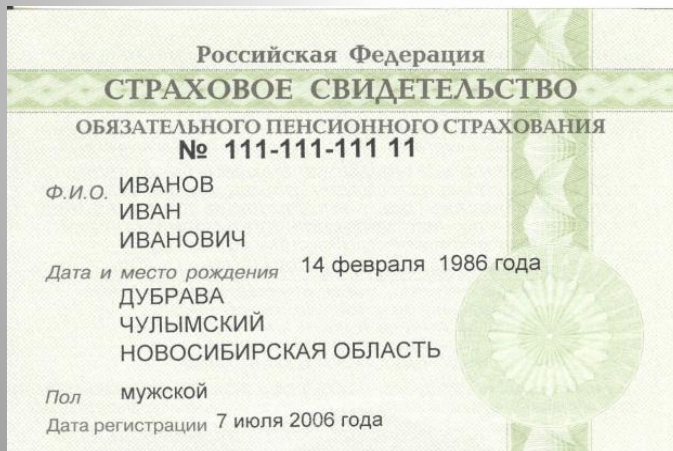 Российская Федерация
СТРАХОВОЕ СВИДЕТЕЛЬСТВО
ОБЯЗАТЕЛЬНОГО ПЕНСИОННОГО СТРАХОВАНИЯ
№ 111-111-111 11
Ф.И.О. ИВАНОВ
ИВАН
ИВАНОВИЧ
Дата и место рождения 14 февраля 1986 года
ДУБРАВА
ЧУЛЫМСКИЙ
НОВОСИБИРСКАЯ ОБЛАСТЬ
Пол мужской
Дата регистрации 7 июля 2006 года